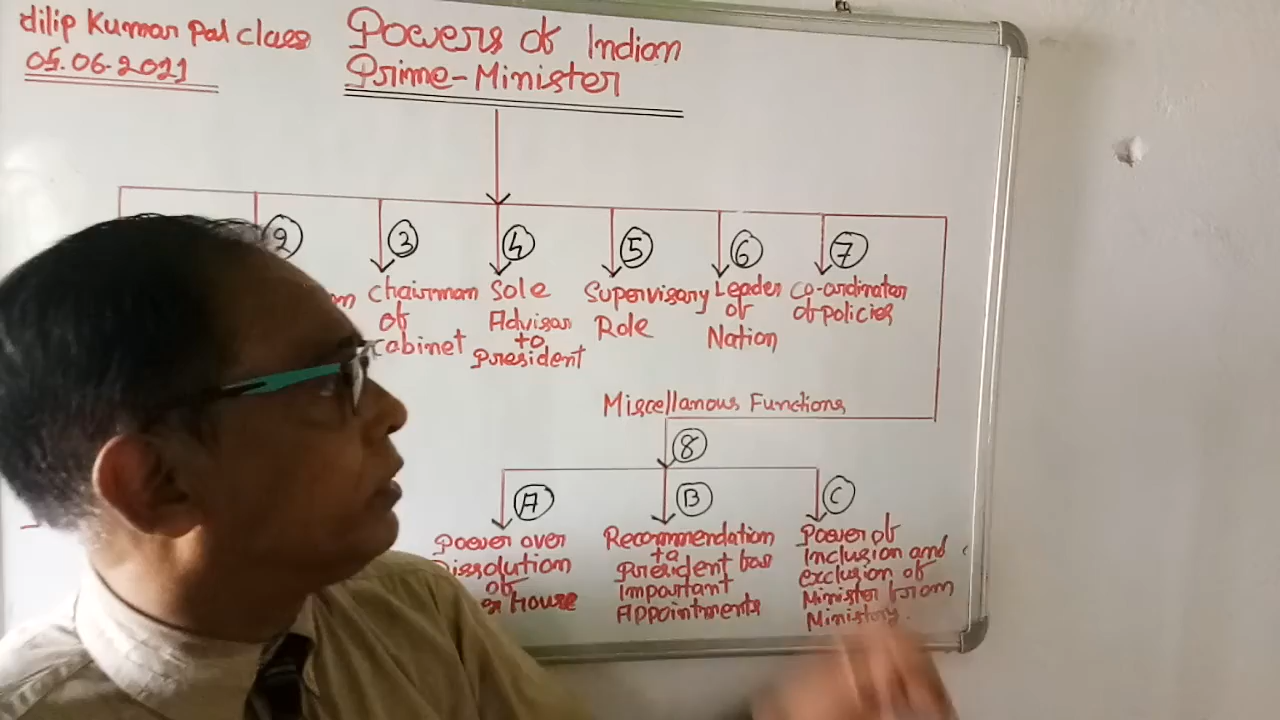 dilip Kumar Pal Class
05.06.2021
Powers of Indian
Prime-Minister
2
3
Chairman
of
Cabinet
4
Sole
Advisor
to
President
5
Supervisory
Role
6
Leader
of
Nation
7
Co-ordinator
of policies
Miscellanous Functions
8
A
Power over
Dissolution
of
House
B
Recommendation
to
President for
Important
Appointments
C
Power of
Inclusion and
exclusion of
Minister from
Ministory.